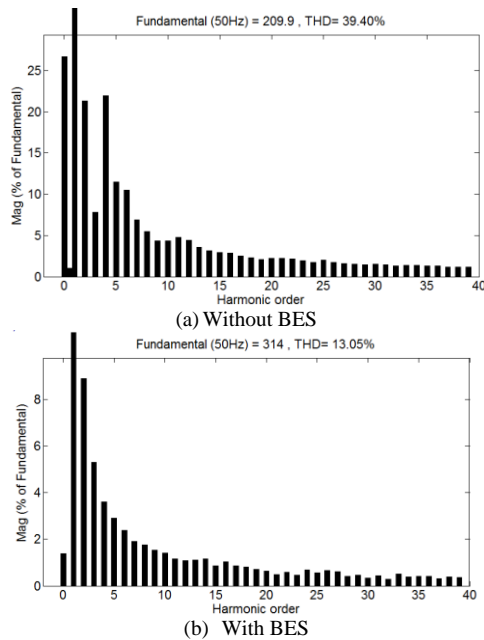 Fundamental (50Hz) = 209.9 , THD= 39.40%
25
20
15
10
5
0
Mag (% of Fundamental)
0 5 10 15 20 25 30 35 40
Harmonic order
(a) Without BES
Fundamental (50Hz) = 314 , THD= 13.05%
8
6
4
2
0
Mag (% of Fundamental)
0 5 10 15 20 25 30 35 40
Harmonic order
(b) With BES